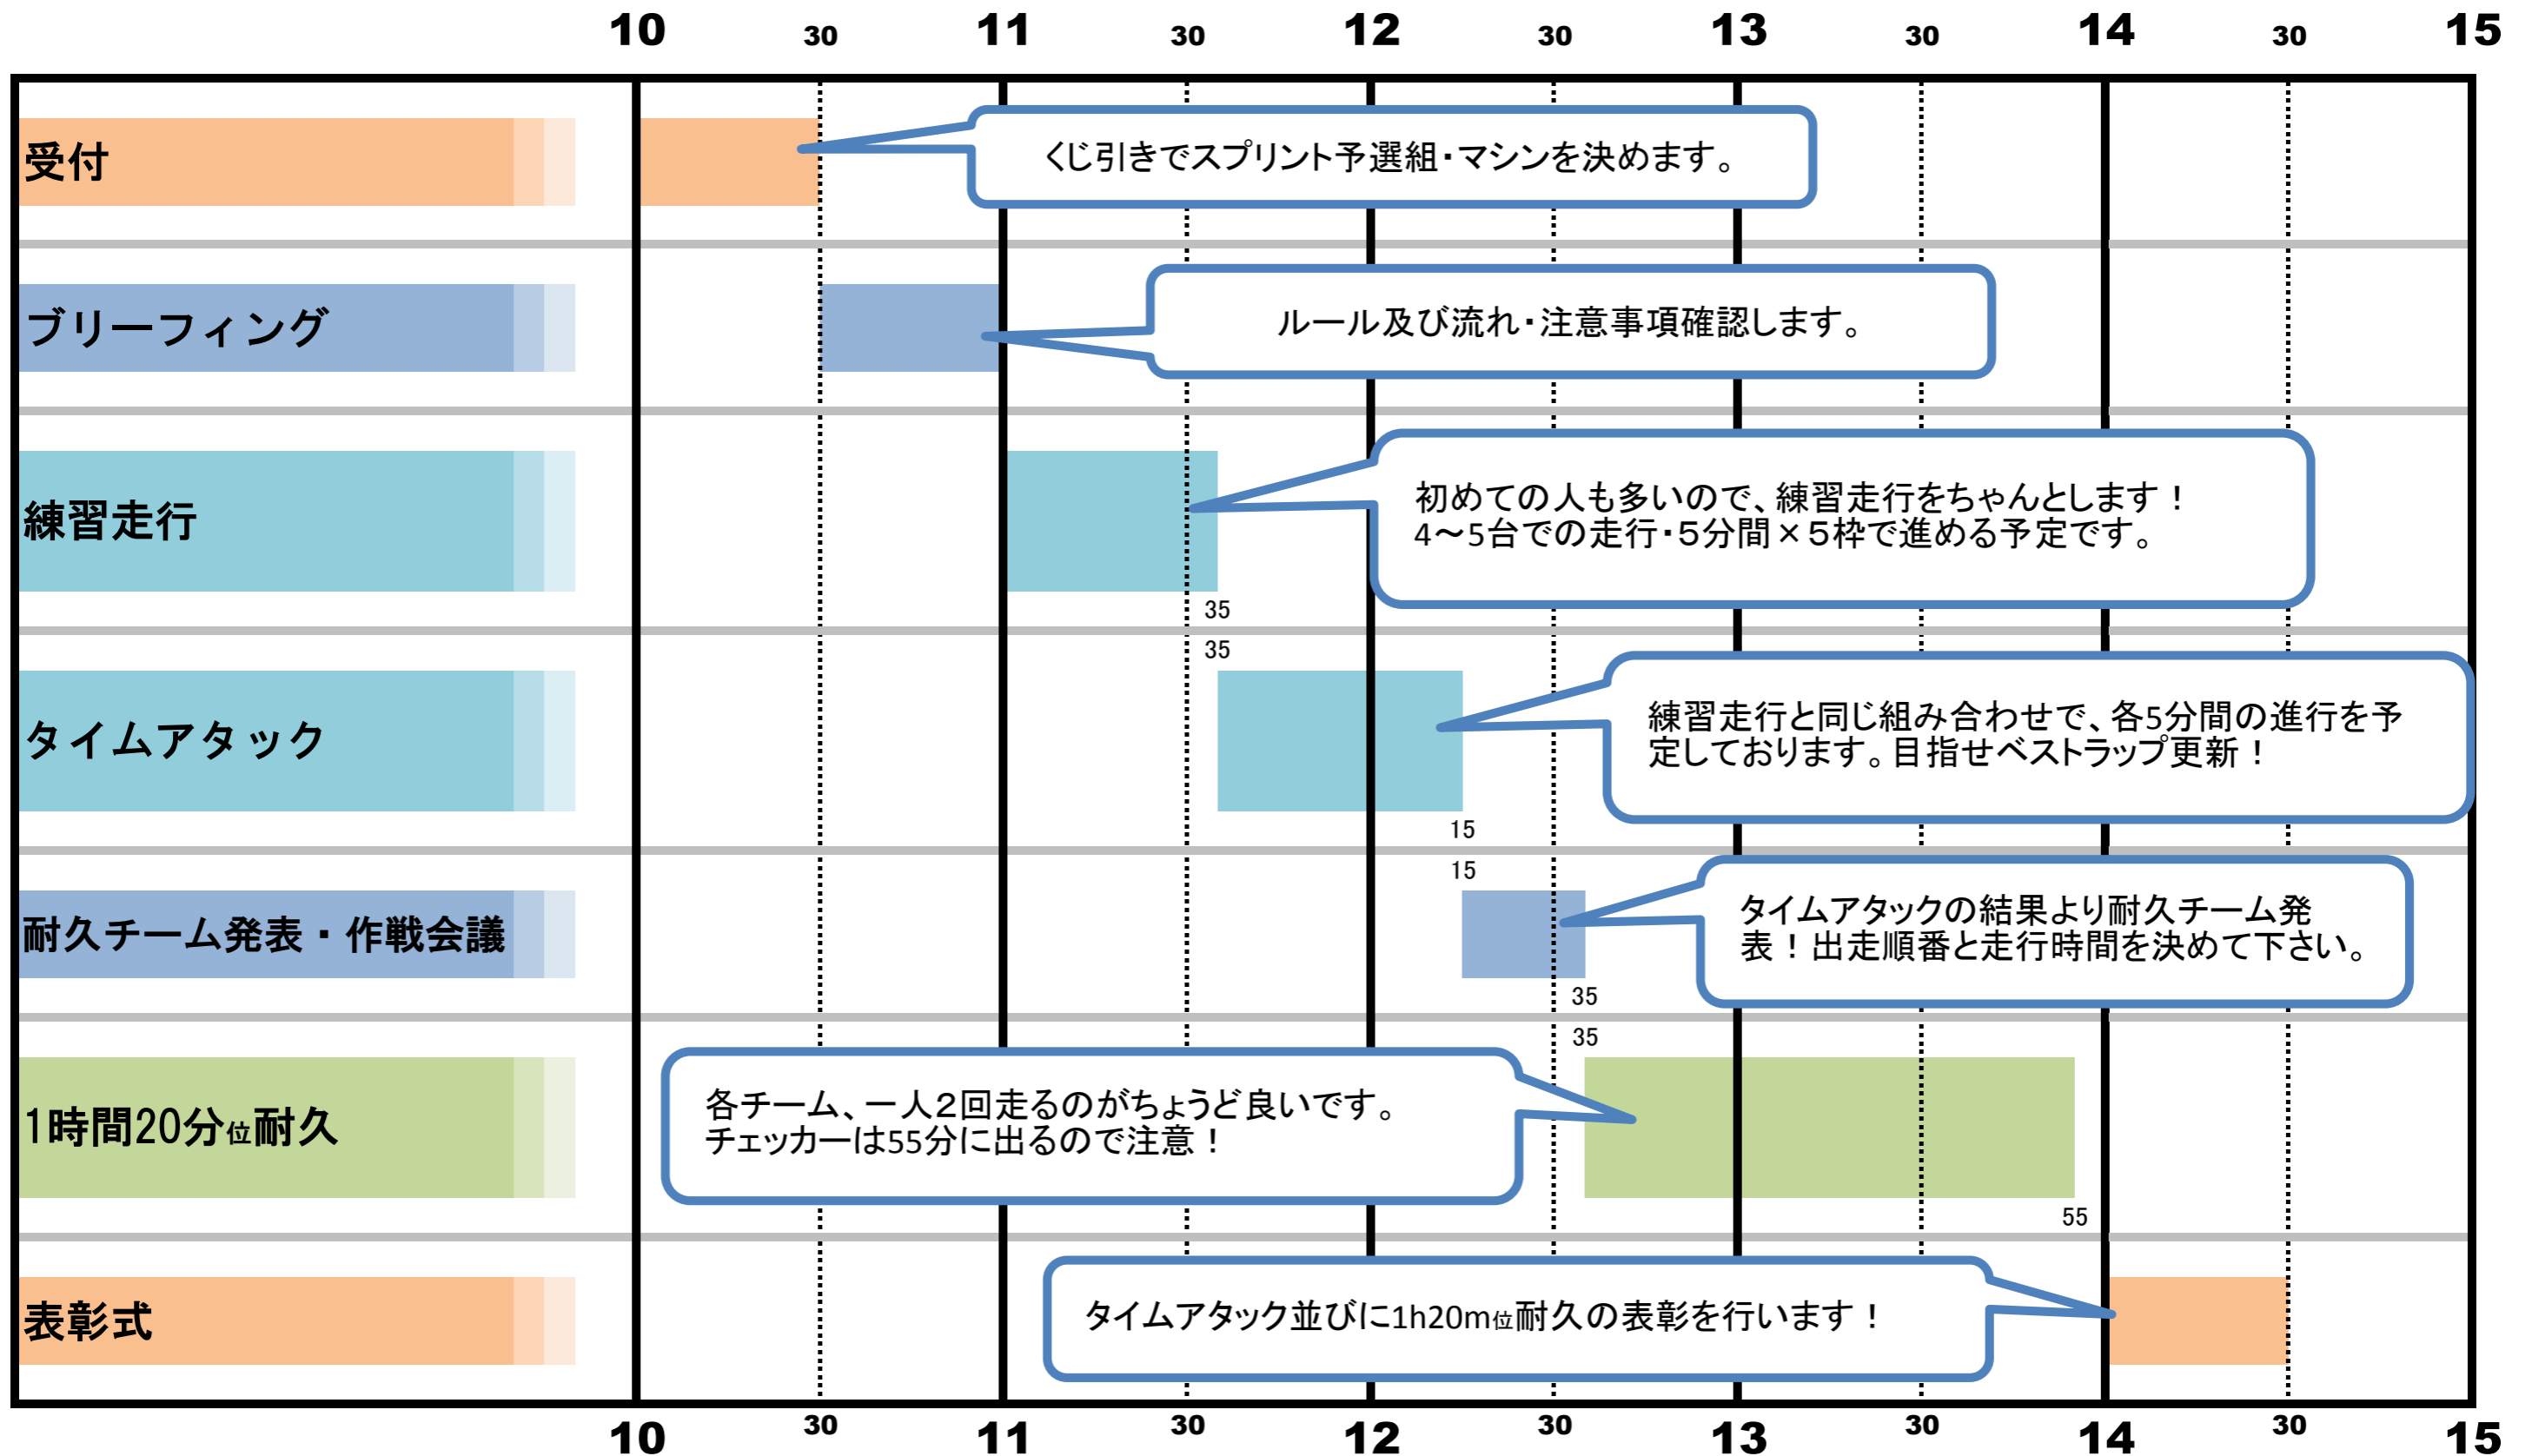 10 30 11 30 12 30 13 30 14 30 15
受付
くじ引きでスプリント予選組・マシンを決めます。
ブリーフィング
ルール及び流れ・注意事項確認します。
練習走行
初めての人も多いので、練習走行をちゃんとします！
4～5台での走行・５分間×５枠で進める予定です。
35
35
タイムアタック
練習走行と同じ組み合わせで、各5分間の進行を予
定しております。目指せベストラップ更新！
15
15
耐久チーム発表・作戦会議
タイムアタックの結果より耐久チーム発
表！出走順番と走行時間を決めて下さい。
35
35
1時間20分位耐久
各チーム、一人２回走るのがちょうど良いです。
チェッカーは55分に出るので注意！
55
表彰式
タイムアタック並びに1h20m位耐久の表彰を行います！
10 30 11 30 12 30 13 30 14 30 15